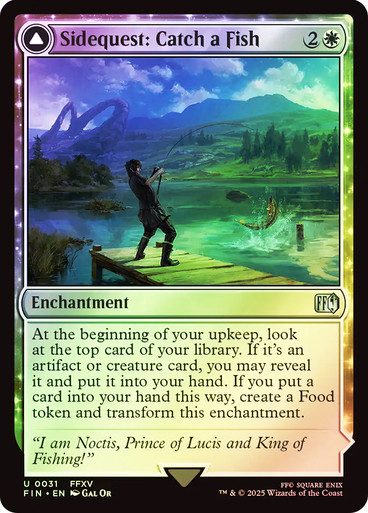 Sidequest: Catch a Fish 2
Enchantment
At the beginning of your upkeep, look
at the top card of your library. If it's an
artifact or creature card, you may reveal
it and put it into your hand. If you put a
card into your hand this way, create a Food
token and transform this enchantment.
"I am Noctis, Prince of Lucis and King of
Fishing!"
U 0031 FFXV
FIN • EN Gal Or
FF© SQUARE ENIX
™ & © 2025 Wizards of the Coast